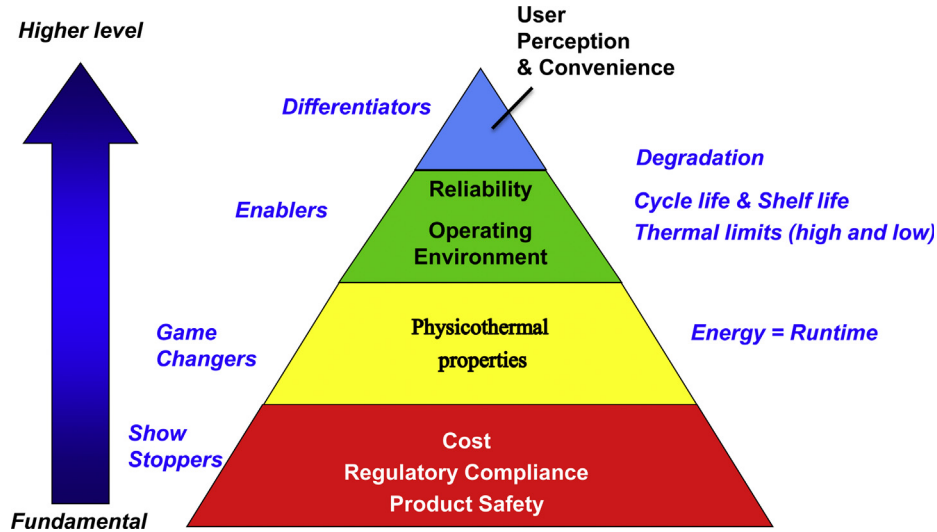 Higher level
User
Perception
& Convenience
Differentiators
Degradation
Enablers
Reliability
Cycle life & Shelf life
Operating
Environment
Thermal limits (high and low)
Game
Changers
Physicothermal
properties
Energy = Runtime
Show
Stoppers
Cost
Regulatory Compliance
Product Safety
Fundamental